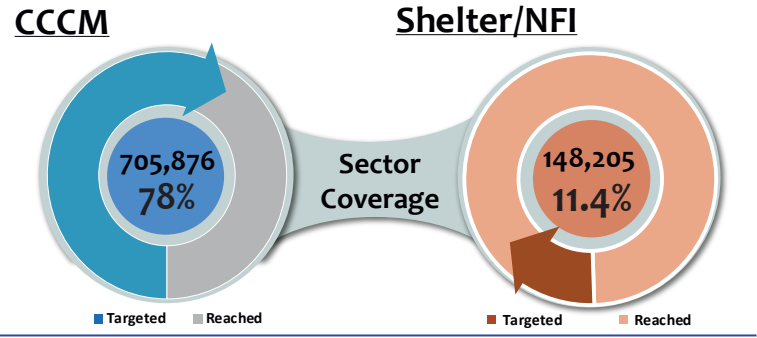 CCCM
Shelter/NFI
705,876
78%
Sector
Coverage
148,205
11.4%
Targeted Reached
Targeted Reached